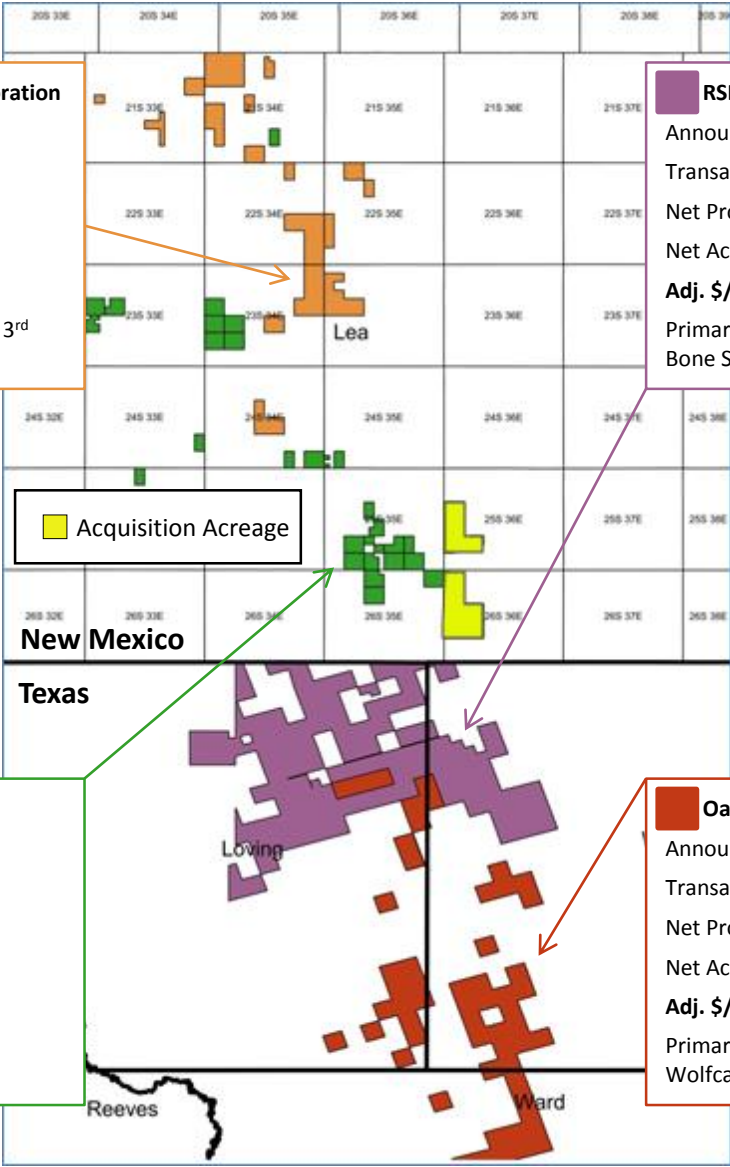 20S 33E
20S 34E
20S 35E
20S 36E
20S 37E
20S 38E
20S 39
ration
3rd
RS
Annou
Transa
Net Pro
Net Ac
Adj. $/
Primar
Bone S
21S 33E
21S 34E
21S 35E
21S 36E
21S 37E
22S 33E
22S 34E
22S 35E
22S 36E
22S 37E
23S 33E
23S 34E
23S 36E
23S 37E
Lea
24S 32E
24S 33E
24S 34E
24S 35E
24S 36E
24S 37E
24S 38E
Acquisition Acreage
35E
25S 36E
25S 37E
25S 38E
26S 32E
26S 33E
26S 34E
26S 35E
26S 36E
26S 37E
26S 38E
New Mexico
Texas
Loving
Oa
Annou
Transa
Net Pro
Net Ac
Adj. $/
Primar
Wolfca
Reeves
Ward